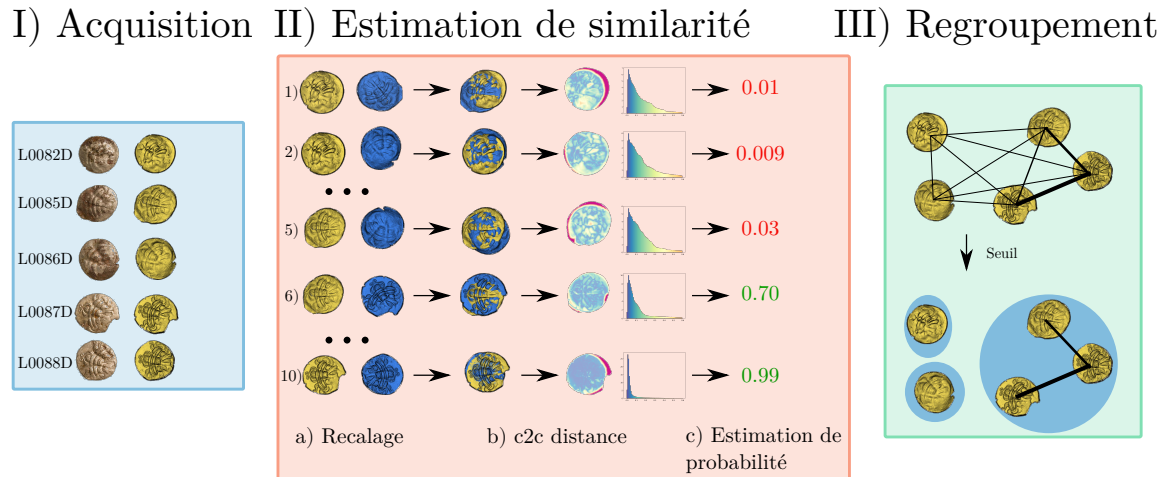 I) Acquisition
II) Estimation de similarité
III) Regroupement
L0082D
L0085D
L0086D
L0087D
L0088D
1)
0.01
2)
0.009
5)
0.03
6)
0.70
10)
0.99
a) Recalage
b) c2c distance
c) Estimation de
probabilité
Seuil